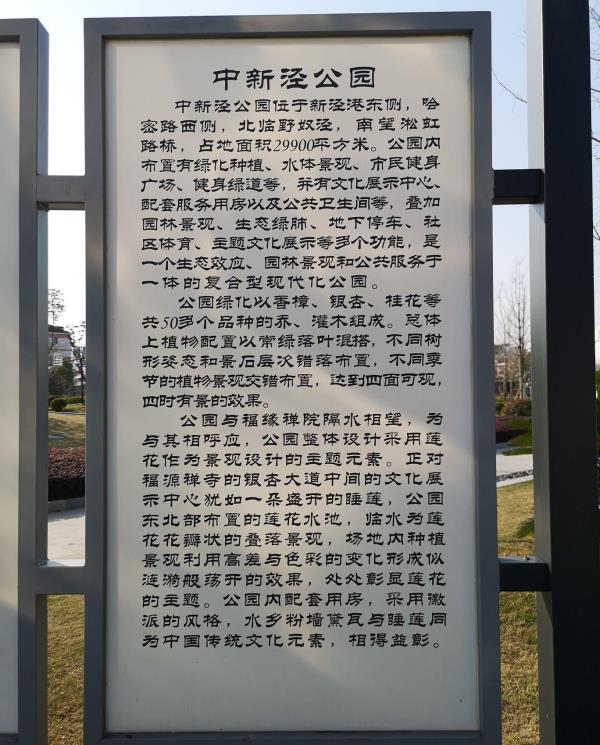 中新泾公园
中新泾公园位于新泾港东侧，哈
密路西侧，北临野奴泾，南望淞虹
路桥，占地面积29900平方米。公园内
布置有绿化种植、水体景观、市民健身
广场、健身绿道等，并有文化展示中心、
配套服务用房以及公共卫生间等，叠加
园林景观、生态绿肺、地下停车、社
区体育、主题文化展示等多个功能，是
一个生态效应、园林景观和公共服务于
一体的复合型现代化公园。
公园绿化以香樟、银杏、桂花等
共50多个品种的乔、灌木组成。总体
上植物配置以常绿落叶混搭，不同树
形姿态和景石层次错落布置，不同季
节的植物景观交错布置，达到四面可观，
四时有景的效果。
公园与福缘禅院隔水相望，为
与其相呼应，公园整体设计采用莲
花作为景观设计的主题元素。正对
福源禅寺的银杏大道中间的文化展
示中心犹如一朵盛开的睡莲，公园
东北部布置的莲花水池，临水为莲
花花瓣状的叠落景观，场地内种植
景观利用高差与色彩的变化形成似
涟漪般荡开的效果，处处彰显莲花
的主题。公园内配套用房，采用徽
派的风格，水乡粉墙黛瓦与睡莲同
为中国传统文化元素，相得益彰。